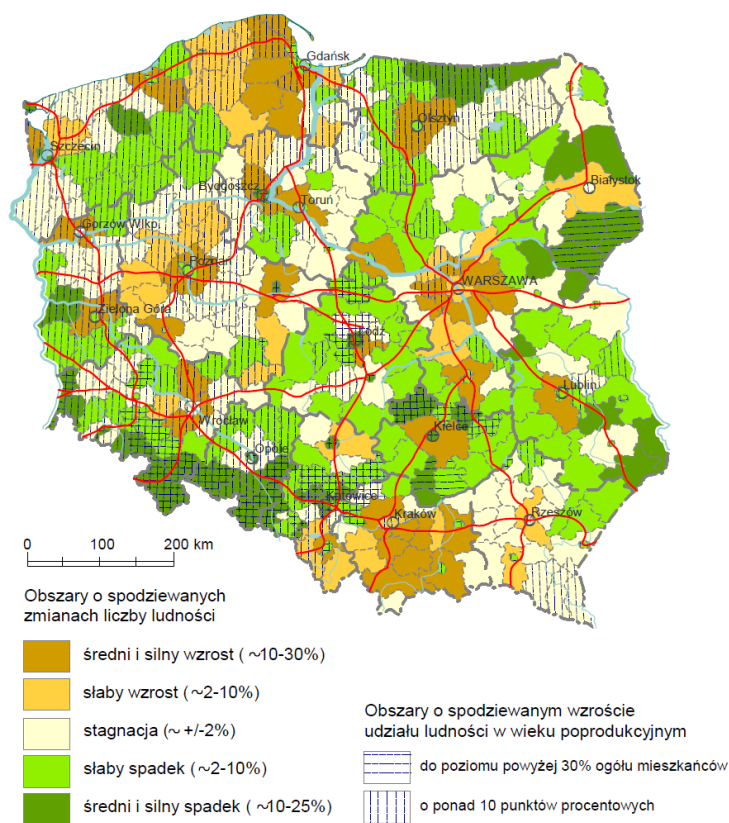 Gdańsk
Olsztyn
Szczecin
Białystok
Bydgoszcz
Toruń
Gorzów Wlkp.
Poznań
WARSZAWA
Zielona Góra
Łódź
Lublin
Wrocław
Kielce
Opole
Katowice
Kraków
Rzeszów
0 100 200 km
Obszary o spodziewanych
zmianach liczby ludności
średni i silny wzrost ( ~10-30%)
słaby wzrost (~2-10%)
stagnacja (~ +/-2%)
słaby spadek (~2-10%)
średni i silny spadek ( ~10-25%)
Obszary o spodziewanym wzroście
udziału ludności w wieku poprodukcyjnym
do poziomu powyżej 30% ogółu mieszkańców
o ponad 10 punktów procentowych